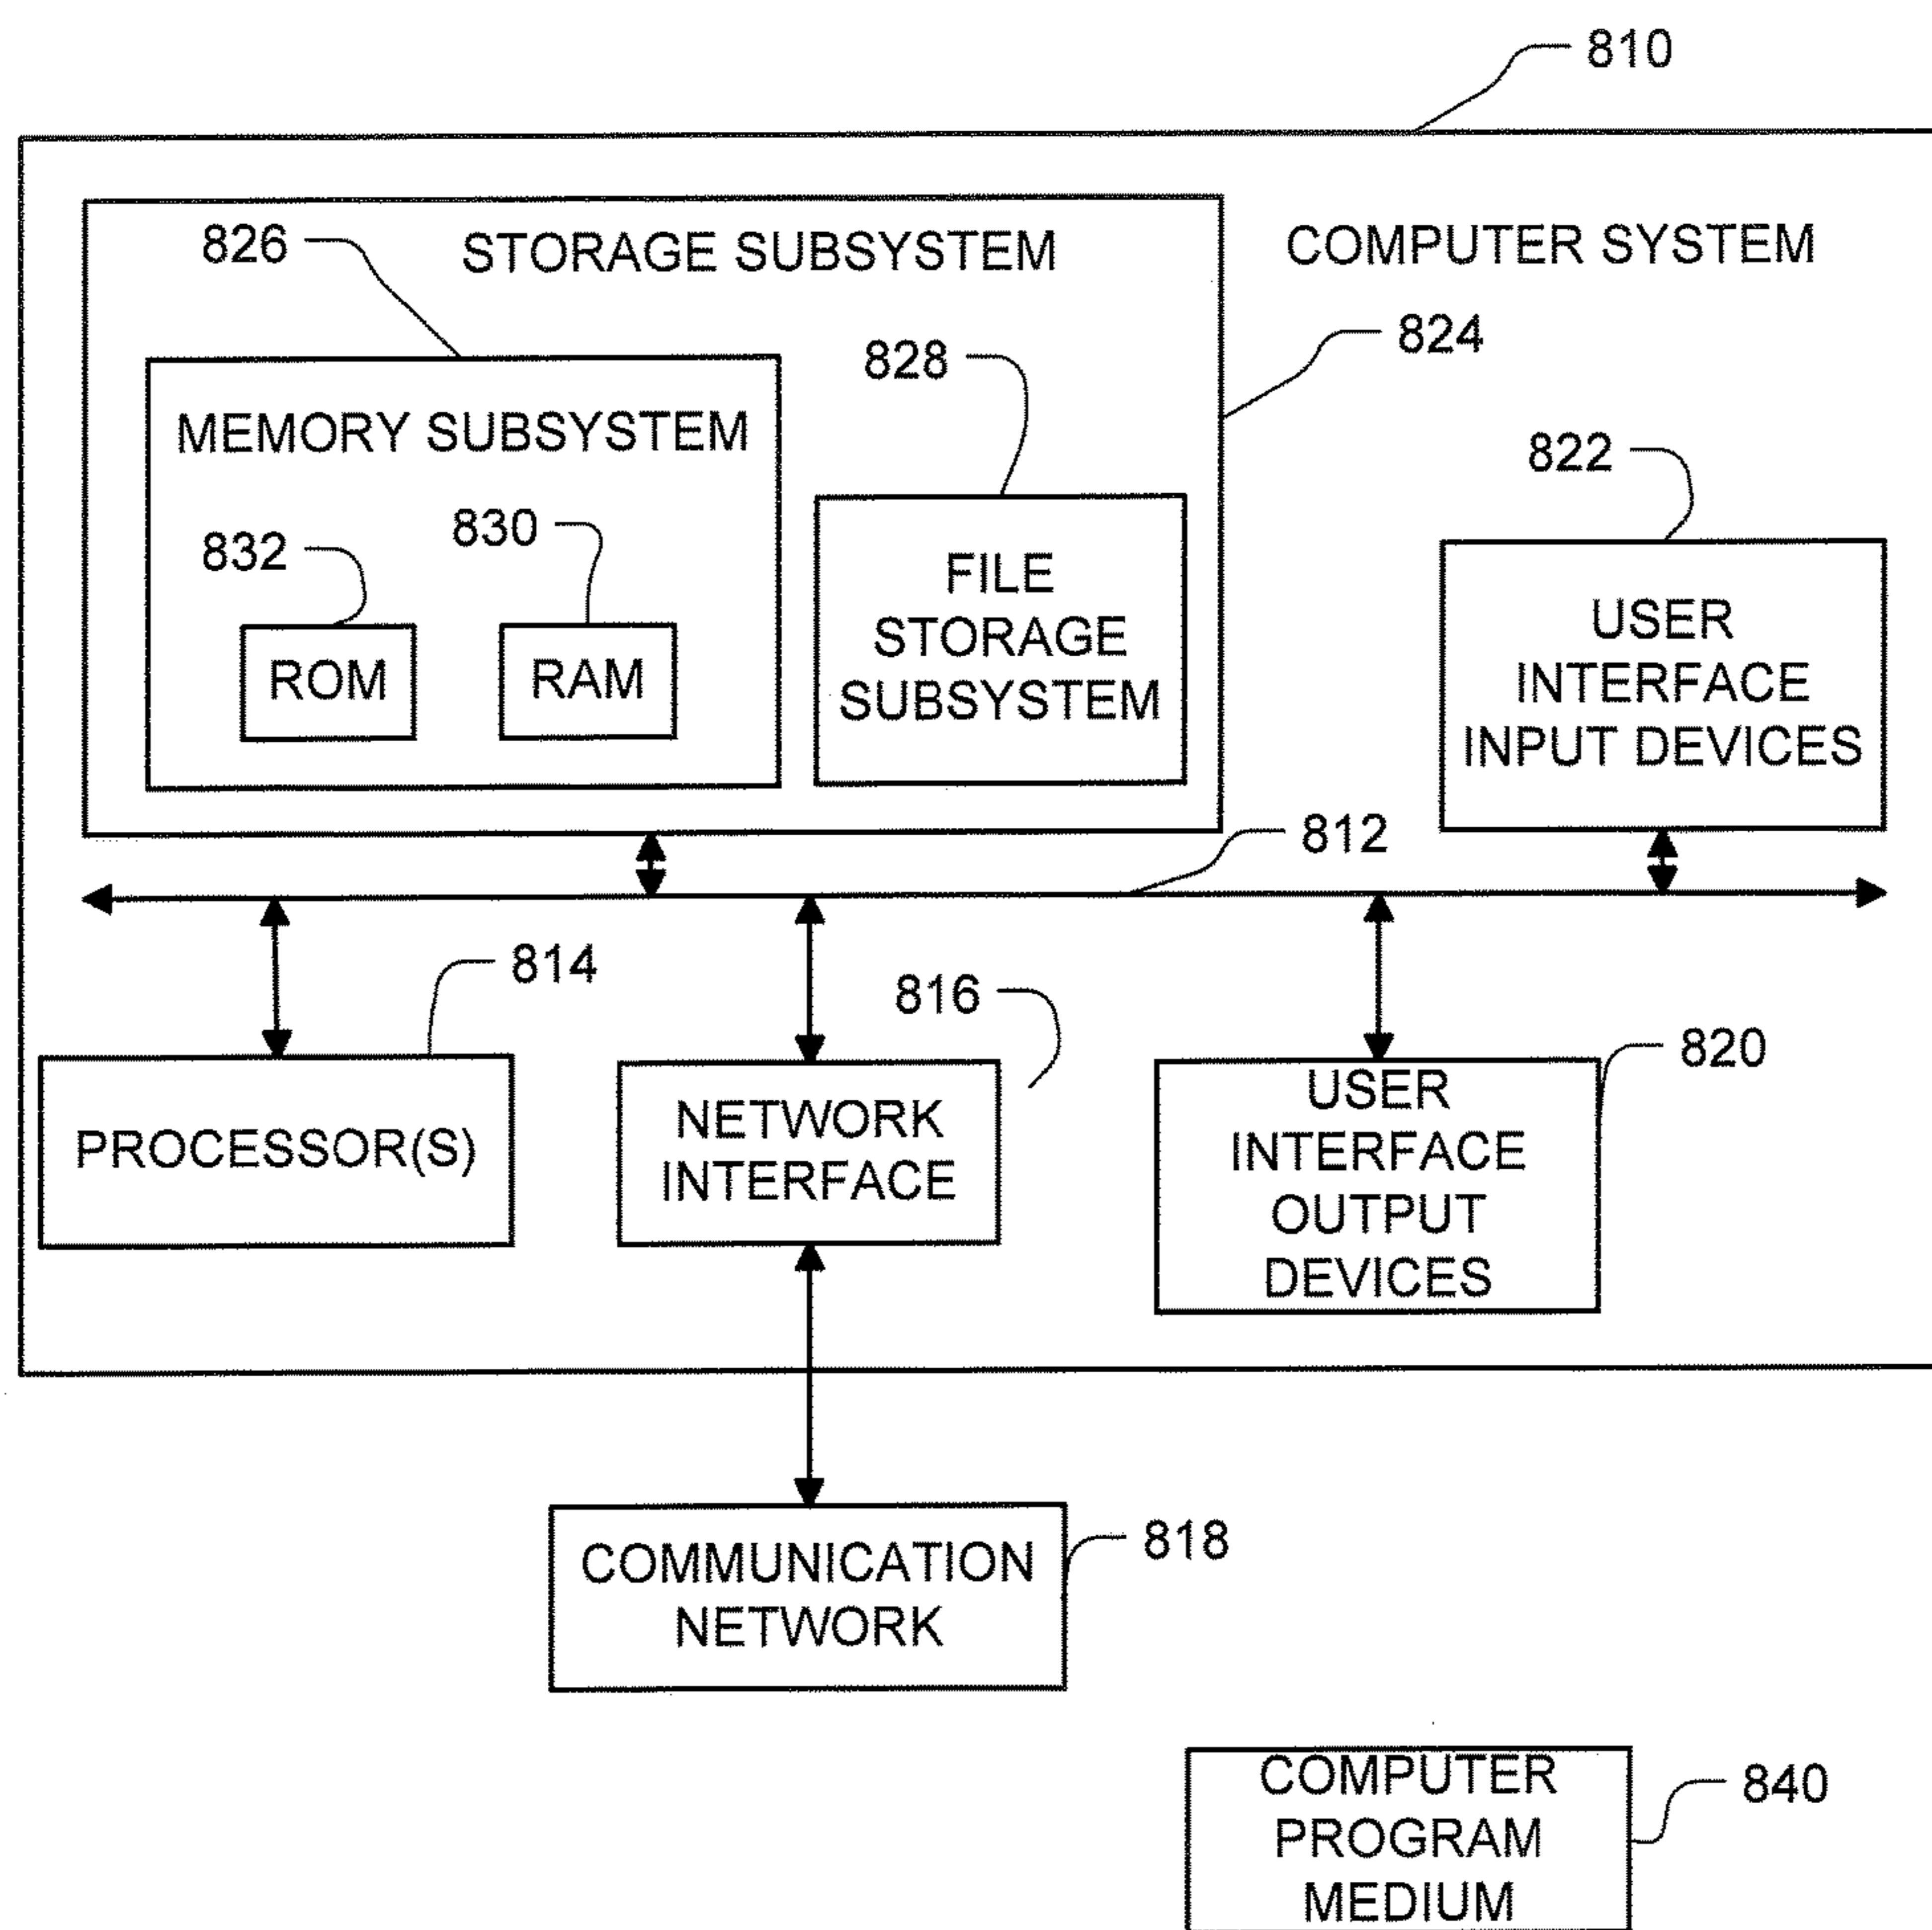 810
826
STORAGE SUBSYSTEM
COMPUTER SYSTEM
824
828
MEMORY SUBSYSTEM
822
832
830
ROM
RAM
FILE
STORAGE
SUBSYSTEM
USER
INTERFACE
INPUT DEVICES
812
814
816
820
PROCESSOR(S)
NETWORK
INTERFACE
USER
INTERFACE
OUTPUT
DEVICES
COMMUNICATION
NETWORK
818
COMPUTER
PROGRAM
MEDIUM
840